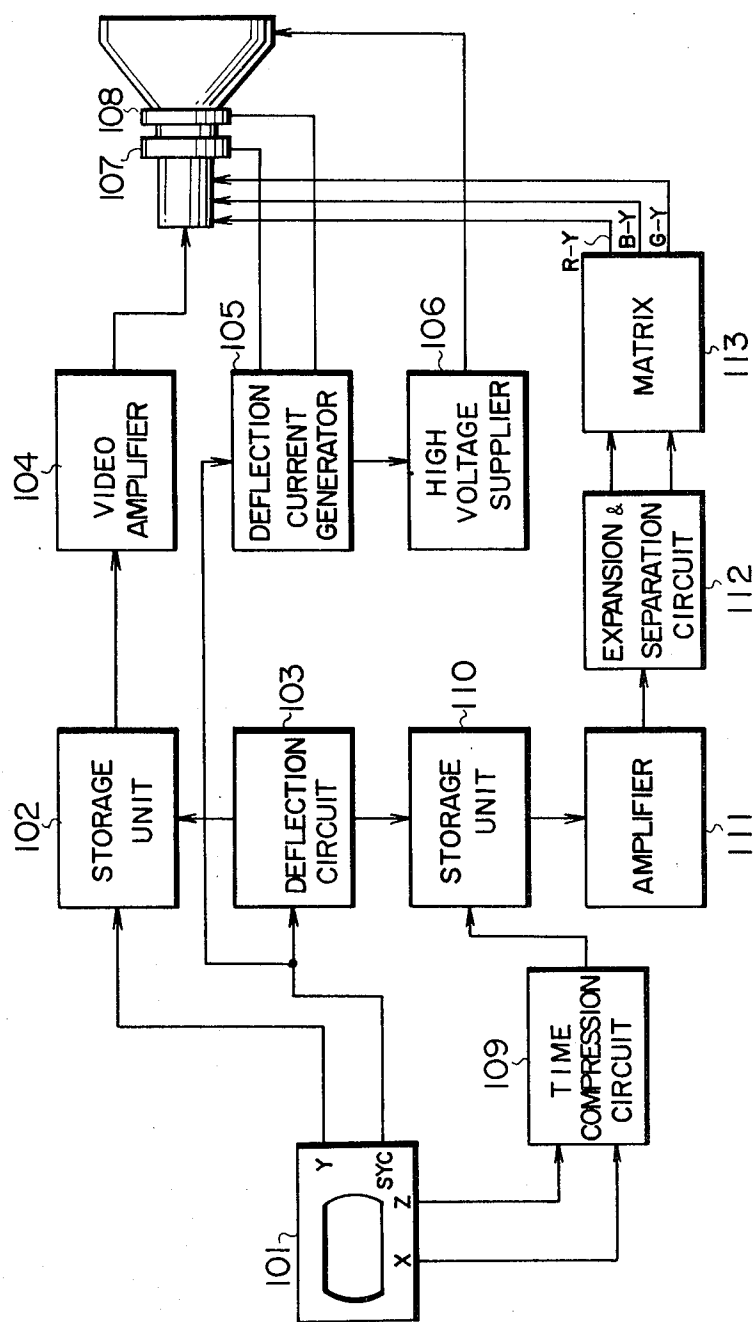 101
Y
SYC
X
Z
102
STORAGE
UNIT
104
VIDEO
AMPLIFIER
107
108
103
DEFLECTION
CIRCUIT
105
DEFLECTION
CURRENT
GENERATOR
106
HIGH
VOLTAGE
SUPPLIER
109
TIME
COMPRESSION
CIRCUIT
110
STORAGE
UNIT
AMPLIFIER
111
EXPANSION &
SEPARATION
CIRCUIT
112
MATRIX
113
R-Y
B-Y
G-Y